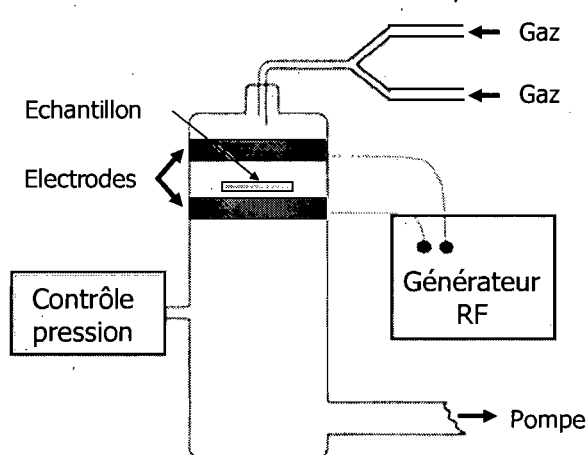 Gaz
Gaz
Echantillon
Electrodes
Générateur
RF
Contrôle
pression
Pompe